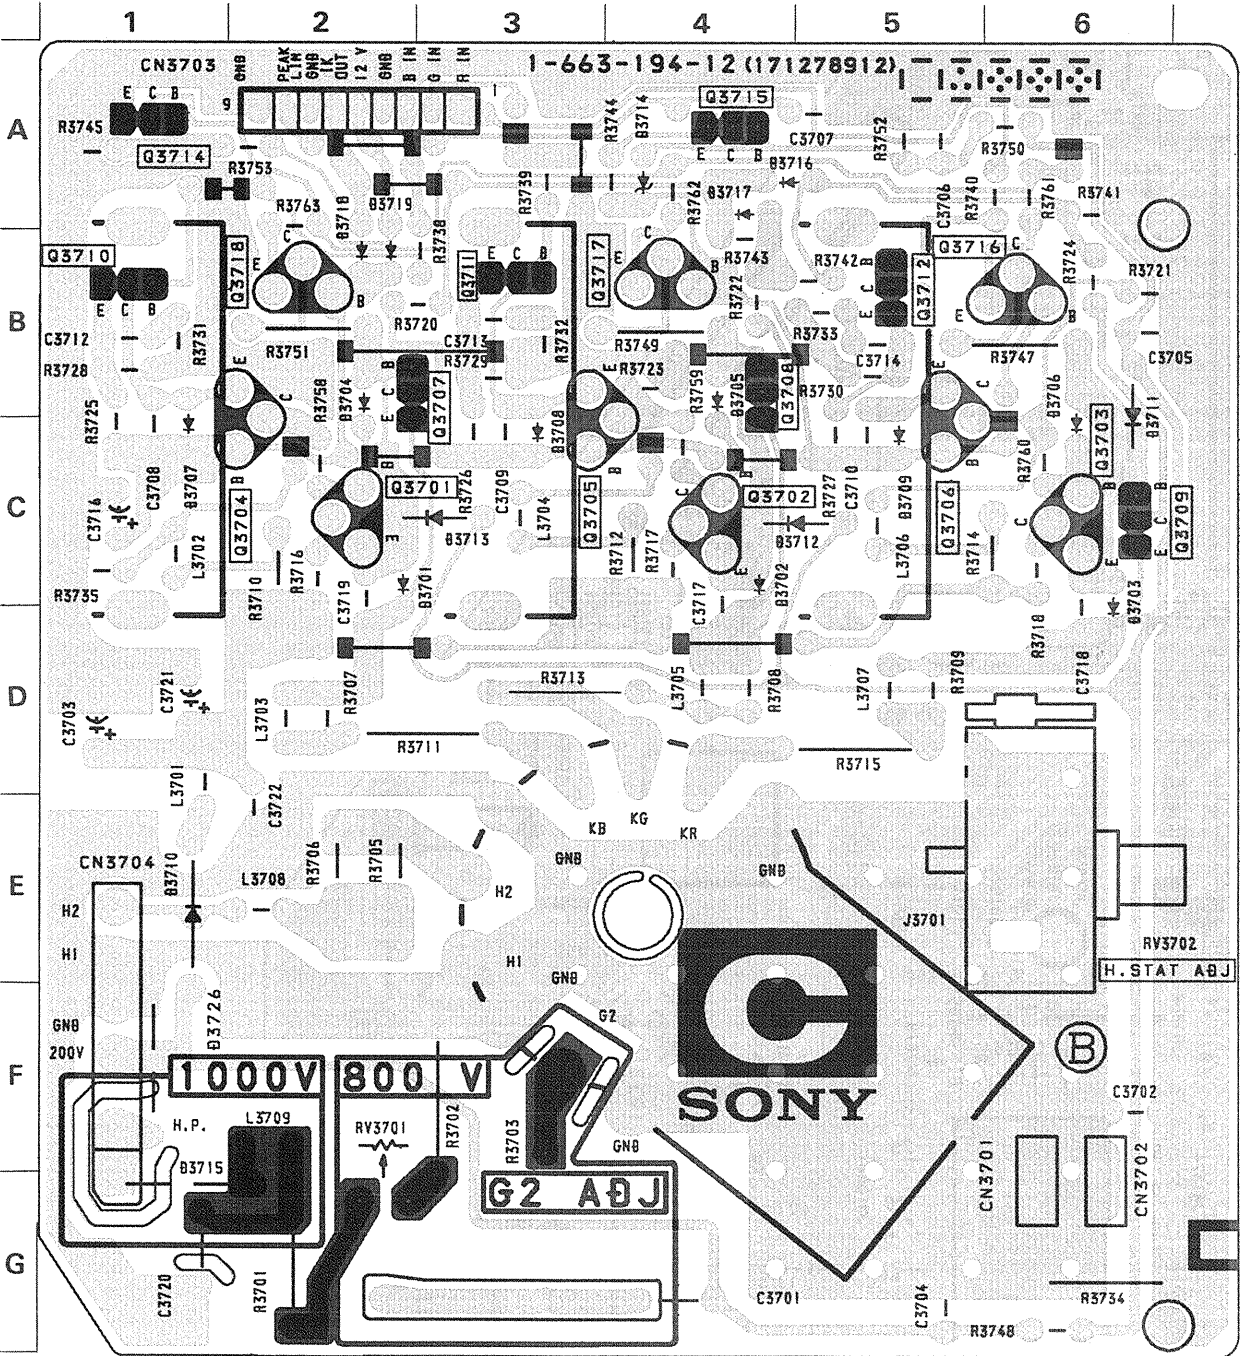 1 2 3 4 5 6
CN3703 GND PEAK LIM GND IK OUT 12 V GND B IN G IN R IN 1-663-194-12 (171278912)
A
E C B
9 1
R3745
Q3714
R3753
R3744 D3714
Q3715
E C B
C3707
R3752
R3750
D3716
R3763 D3718 D3719 R3739 R3762 D3717 C3706 R3740 R3761 R3741
Q3710
E C B
Q3718
C E B
R3738
Q3711
E C B
Q3717
C E B
R3743
R3722
R3742
B C E
Q3712
Q3716
C E B
R3724
R3721
B
C3712
R3731
R3720
C3713
R3732
R3733
C3714
C3705
R3728
R3751
R3729
R3749
R3723
R3747
R3725
E C B
R3758
D3704
B C E
Q3707
D3708
E C B
R3759
D3705
Q3708
R3730
E C B
D3706
Q3703
D3711
C
C3716
C3708
D3707
Q3704
Q3701
B E
R3726
C3709
L3704
Q3705
C B E
Q3702
R3727
C3710
D3709
Q3706
R3760
B C E
B C E
Q3709
L3702
R3716
D3713
R3712
R3717
D3712
L3706
R3714
R3735
R3710
C3719
D3701
C3717
D3702
R3718
D3703
D
C3703
C3721
L3703
R3707
R3713
L3705
R3708
L3707
R3709
C3718
R3711
R3715
L3701
C3722
KB KG KR
E
CN3704
D3710
L3708
R3706
R3705
GND
H2
GND
J3701
H2
H1
H1
GND
RV3702
H.STAT ADJ
GND
200V
D3726
G2
B
F
1000V 800 V
SONY
C3702
H.P.
L3709
RV3701
R3702
R3703
GND
CN3701
CN3702
D3715
G2 ADJ
G
C3720
R3701
C3701
C3704
R3734
R3748